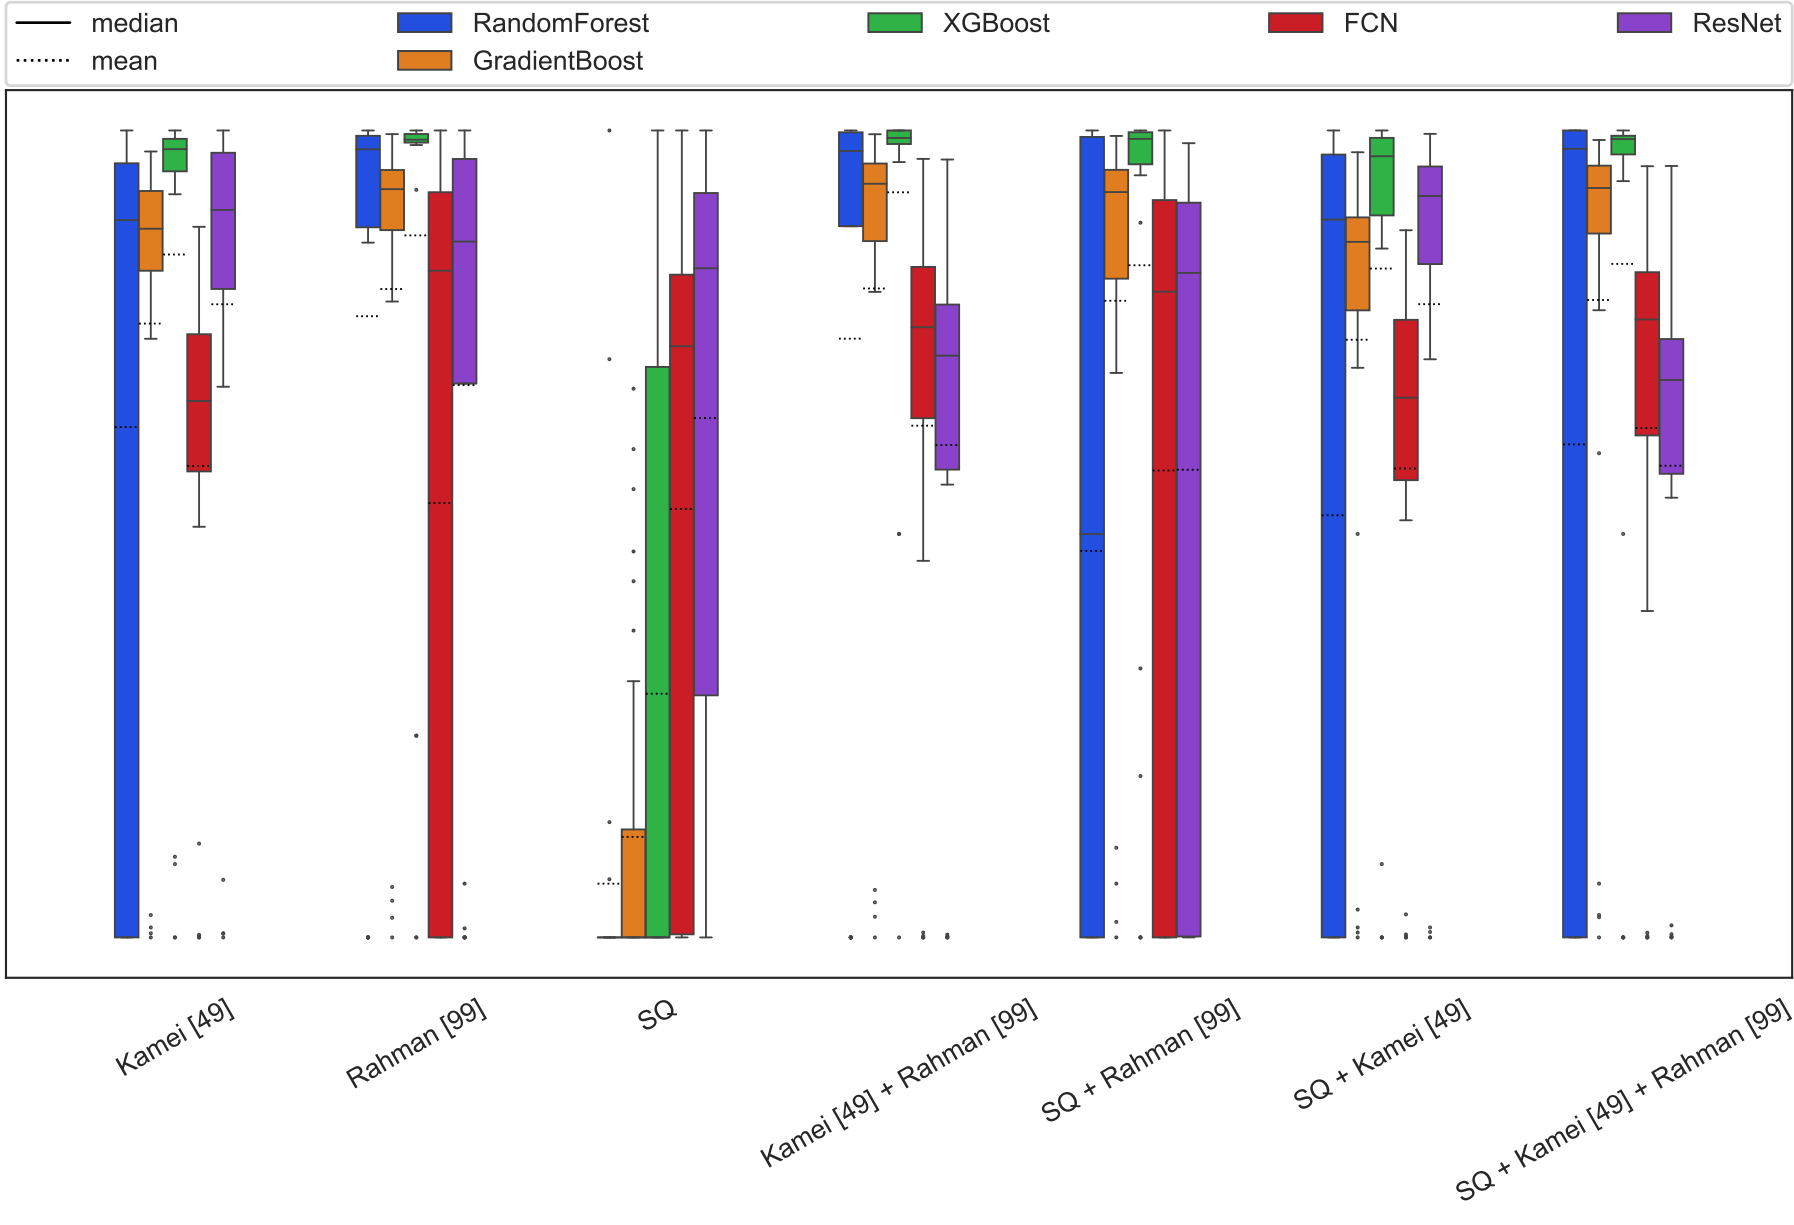 median RandomForest XGBoost FCN ResNet
mean GradientBoost
Kamei [49]
Rahman [99]
SQ
Kamei [49] + Rahman [99]
SQ + Rahman [99]
SQ + Kamei [49]
SQ + Kamei [49] + Rahman [99]